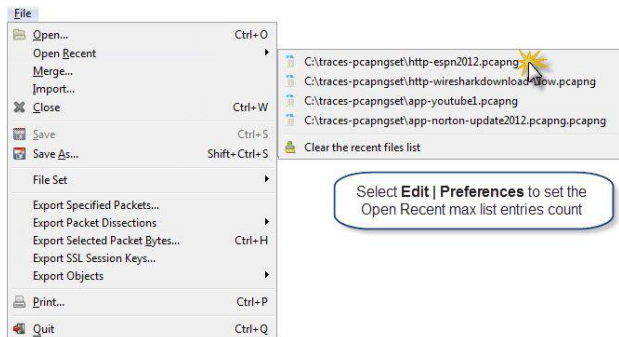 File
Open... Ctrl+O
Open Recent
Merge...
Import...
Close Ctrl+W
Save Ctrl+S
Save As... Shift+Ctrl+S
File Set
Export Specified Packets...
Export Packet Dissections
Export Selected Packet Bytes... Ctrl+H
Export SSL Session Keys...
Export Objects
Print... Ctrl+P
Quit Ctrl+Q
C:\traces-pcapngset\http-espn2012.pcapng
C:\traces-pcapngset\http-wiresharkdownload-slow.pcapng
C:\traces-pcapngset\app-youtube1.pcapng
C:\traces-pcapngset\app-norton-update2012.pcapng.pcapng
Clear the recent files list
Select Edit | Preferences to set the
Open Recent max list entries count